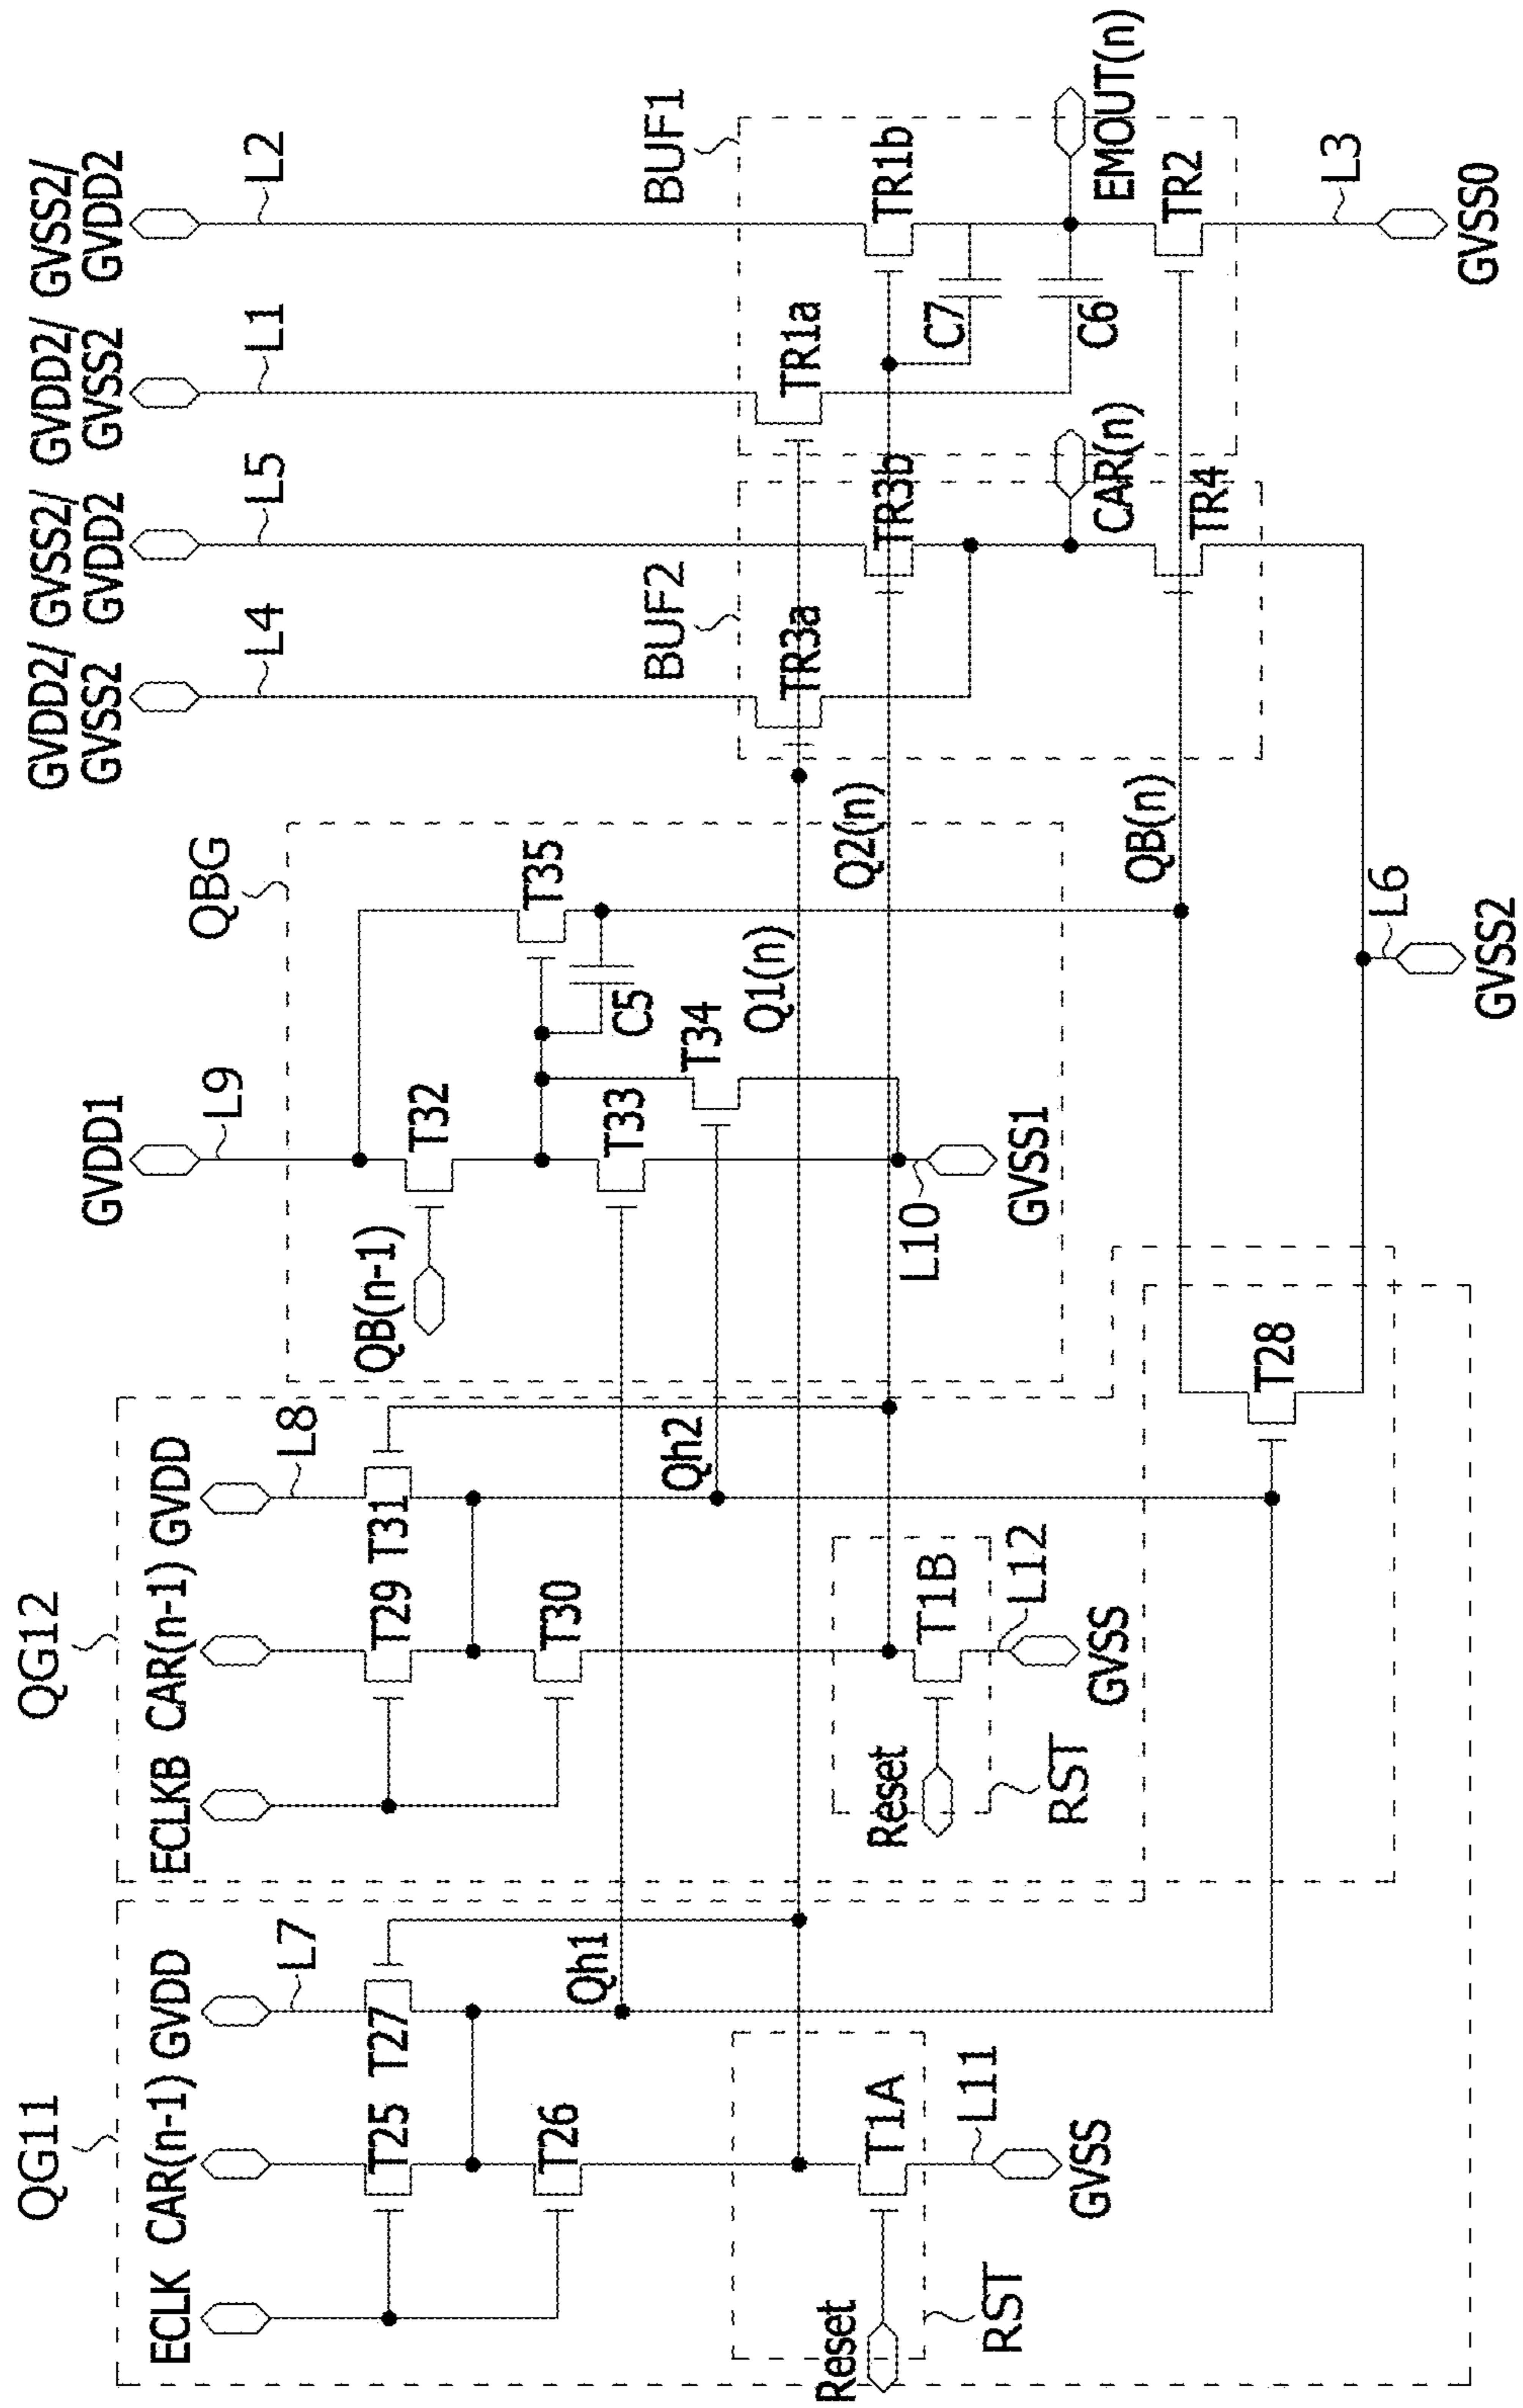 QG11
ECLK
CAR(n-1)
GVDD
L7
T25
T27
T26
Qh1
T1A
Reset
RST
L11
GVSS
QG12
ECLKB
CAR(n-1)
GVDD
L8
T29
T31
T30
Qh2
T1B
Reset
RST
L12
GVSS
T28
GVDD1
L9
QBG
QB(n-1)
T32
T35
C5
T33
T34
L10
GVSS1
Q1(n)
Q2(n)
QB(n)
L6
GVSS2
GVDD2/
GVSS2
L4
GVSS2/
GVDD2
L5
GVDD2/
GVSS2
L1
GVSS2/
GVDD2
L2
BUF2
TR3a
TR3b
CAR(n)
TR4
BUF1
TR1a
TR1b
C7
C6
EMOUT(n)
TR2
L3
GVSS0